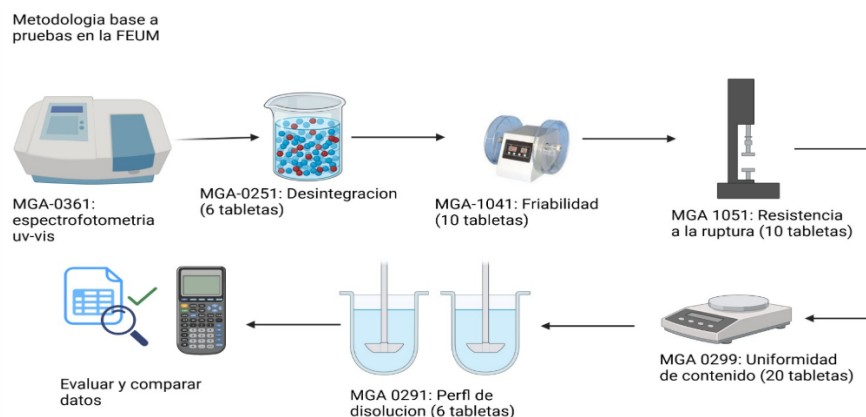 Metodologia base a
pruebas en la FEUM
MGA-0361:
espectrofotometria
uv-vis
MGA-0251: Desintegracion
(6 tabletas)
MGA-1041: Friabilidad
(10 tabletas)
MGA 1051: Resistencia
a la ruptura (10 tabletas)
MGA 0299: Uniformidad
de contenido (20 tabletas)
MGA 0291: Perfl de
disolucion (6 tabletas)
Evaluar y comparar
datos